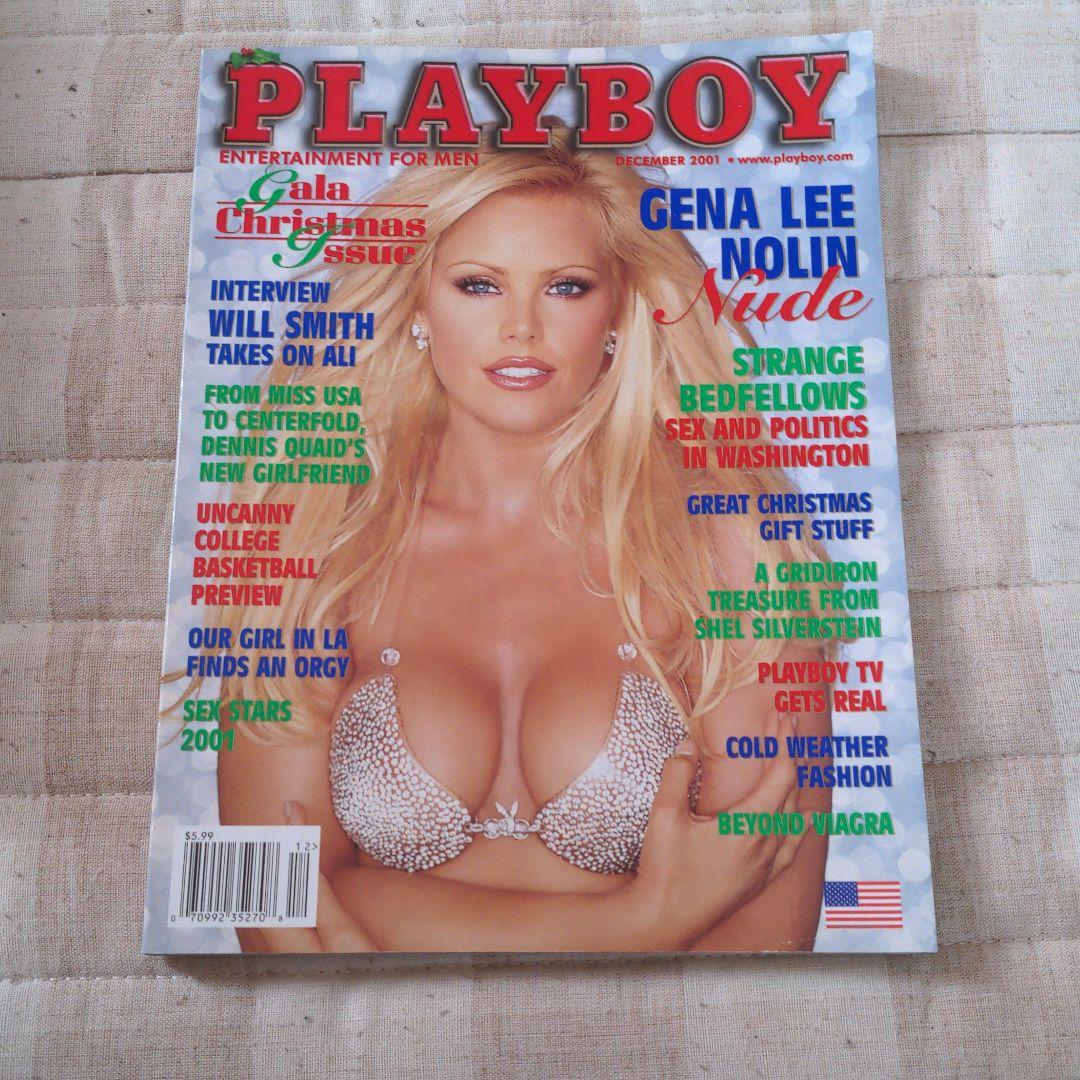 PLAYBOY
ENTERTAINMENT FOR MEN
DECEMBER 2001 • www.playboy.com
Gala
Christmas
Issue
INTERVIEW
WILL SMITH
TAKES ON ALI
FROM MISS USA
TO CENTERFOLD,
DENNIS QUAID'S
NEW GIRLFRIEND
UNCANNY
COLLEGE
BASKETBALL
PREVIEW
OUR GIRL IN LA
FINDS AN ORGY
SEX STARS
2001
GENA LEE
NOLIN
Nude
STRANGE
BEDFELLOWS
SEX AND POLITICS
IN WASHINGTON
GREAT CHRISTMAS
GIFT STUFF
A GRIDIRON
TREASURE FROM
SHEL SILVERSTEIN
PLAYBOY TV
GETS REAL
COLD WEATHER
FASHION
BEYOND VIAGRA
$5.99
12>
0 70992 35270 8